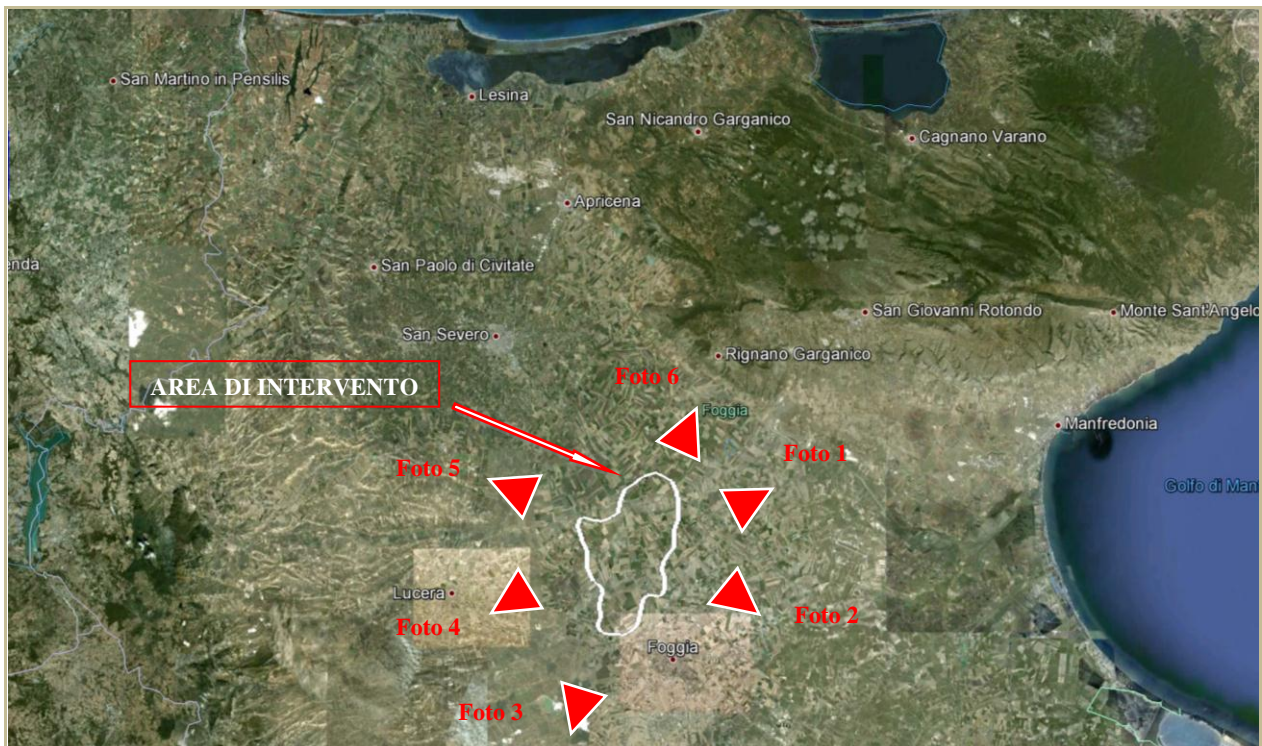 San Martino in Pensilis
Lesina
San Nicandro Garganico
Cagnano Varano
Apricena
enda
San Paolo di Civitate
San Giovanni Rotondo
Monte Sant'Angelo
San Severo
Rignano Garganico
AREA DI INTERVENTO
Foto 6
Foggia
Manfredonia
Foto 1
Foto 5
Golfo di Man
Lucera
Foto 4
Foto 2
Foggia
Foto 3